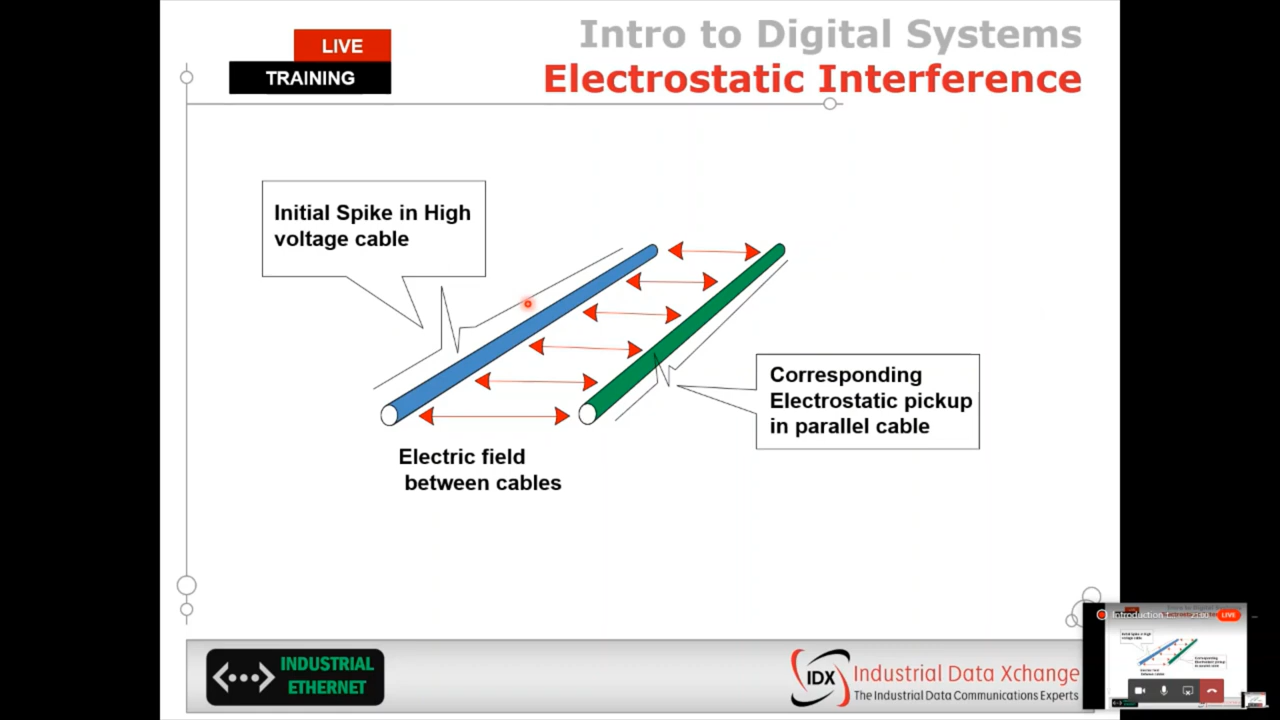 LIVE
TRAINING
Intro to Digital Systems
Electrostatic Interference
Initial Spike in High
voltage cable
Corresponding
Electrostatic pickup
in parallel cable
Electric field
between cables
INDUSTRIAL
ETHERNET
IDX
Industrial Data Xchange
The Industrial Data Communications Experts
LIVE